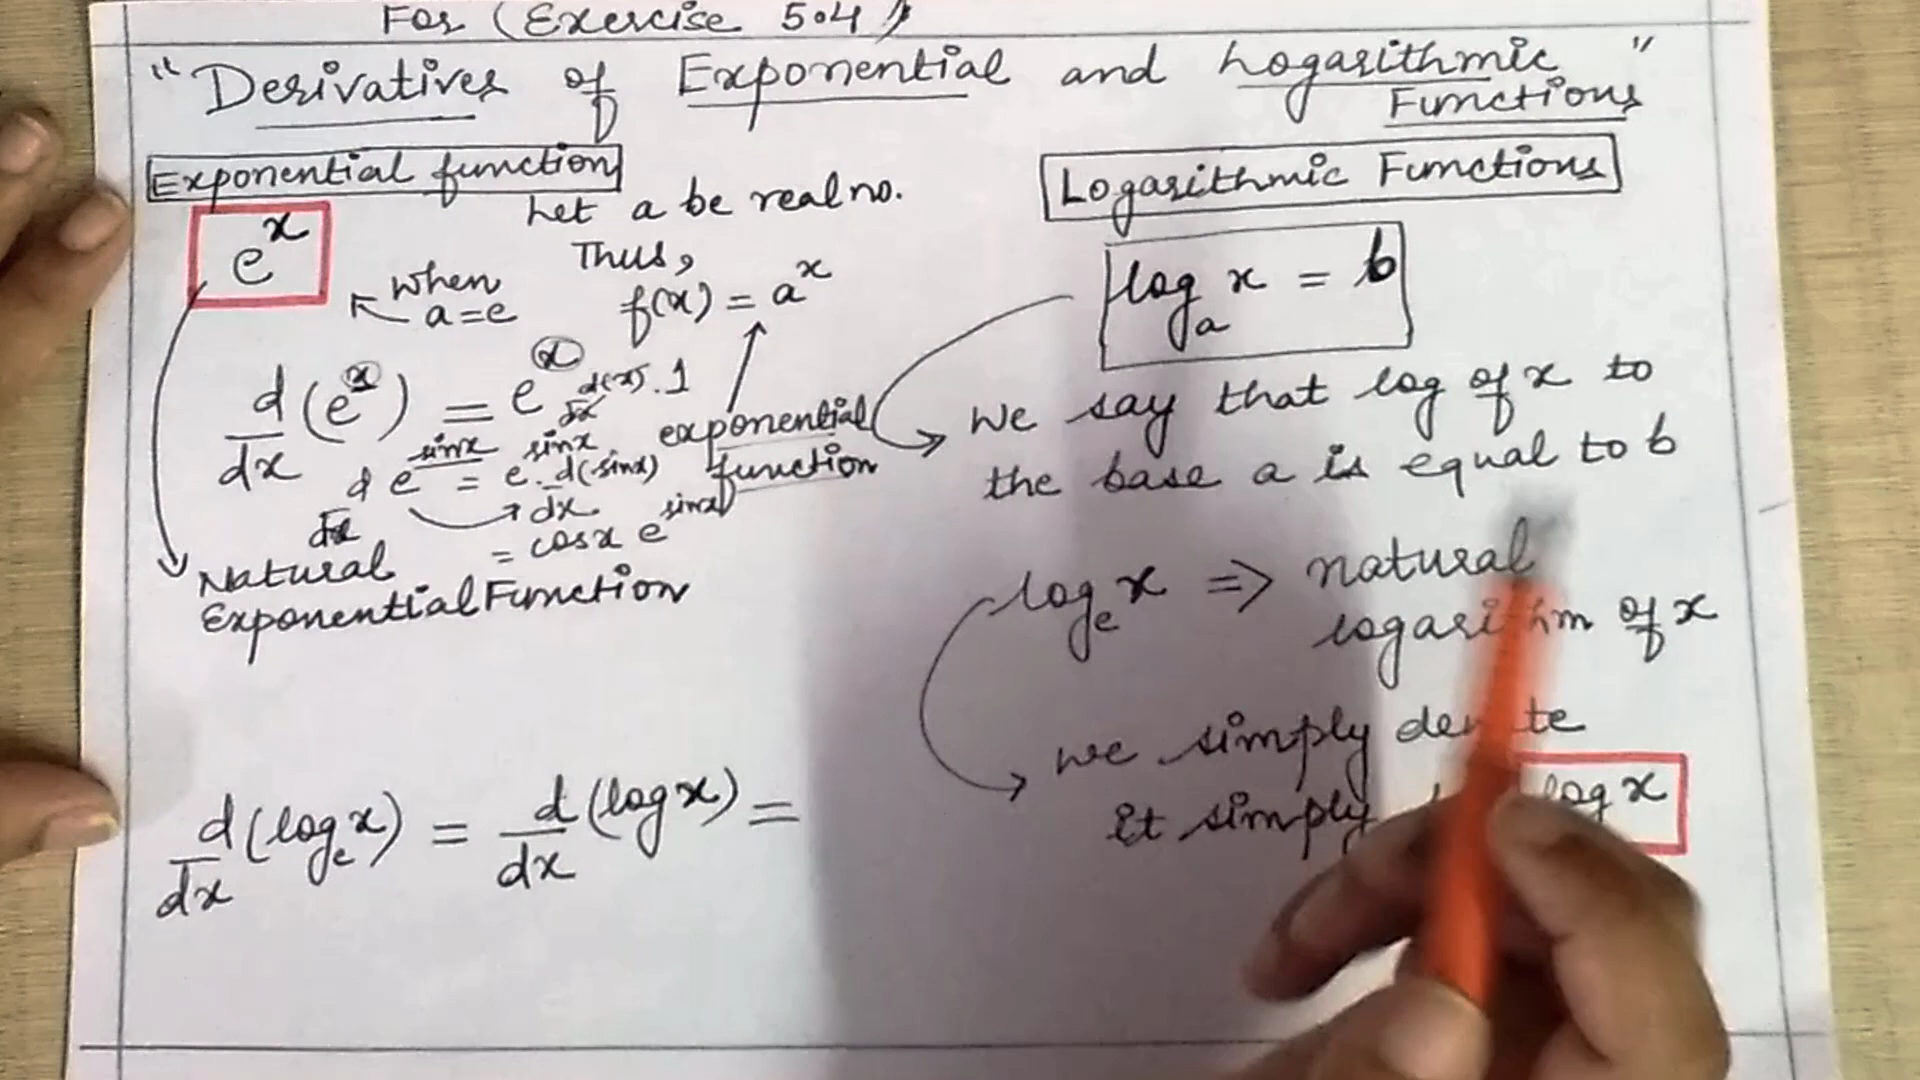 For (Exercise 5.4)
"Derivatives of Exponential and Logarithmic
Functions"
Exponential function
Let a be real no.
e^x
Thus,
when
a=e
f(x) = a^x
d/dx (e^x) = e^x d(x)/dx . 1
exponential
function
d/dx e^sinx = e^sinx . d(sinx)/dx
= cosx e^sinx
Natural
Exponential Function
d/dx (log_e x) = d/dx (log x) =
Logarithmic Functions
log_a x = b
we say that log of x to
the base a is equal to b
log_e x => natural
of x
we simply
it simply
log x